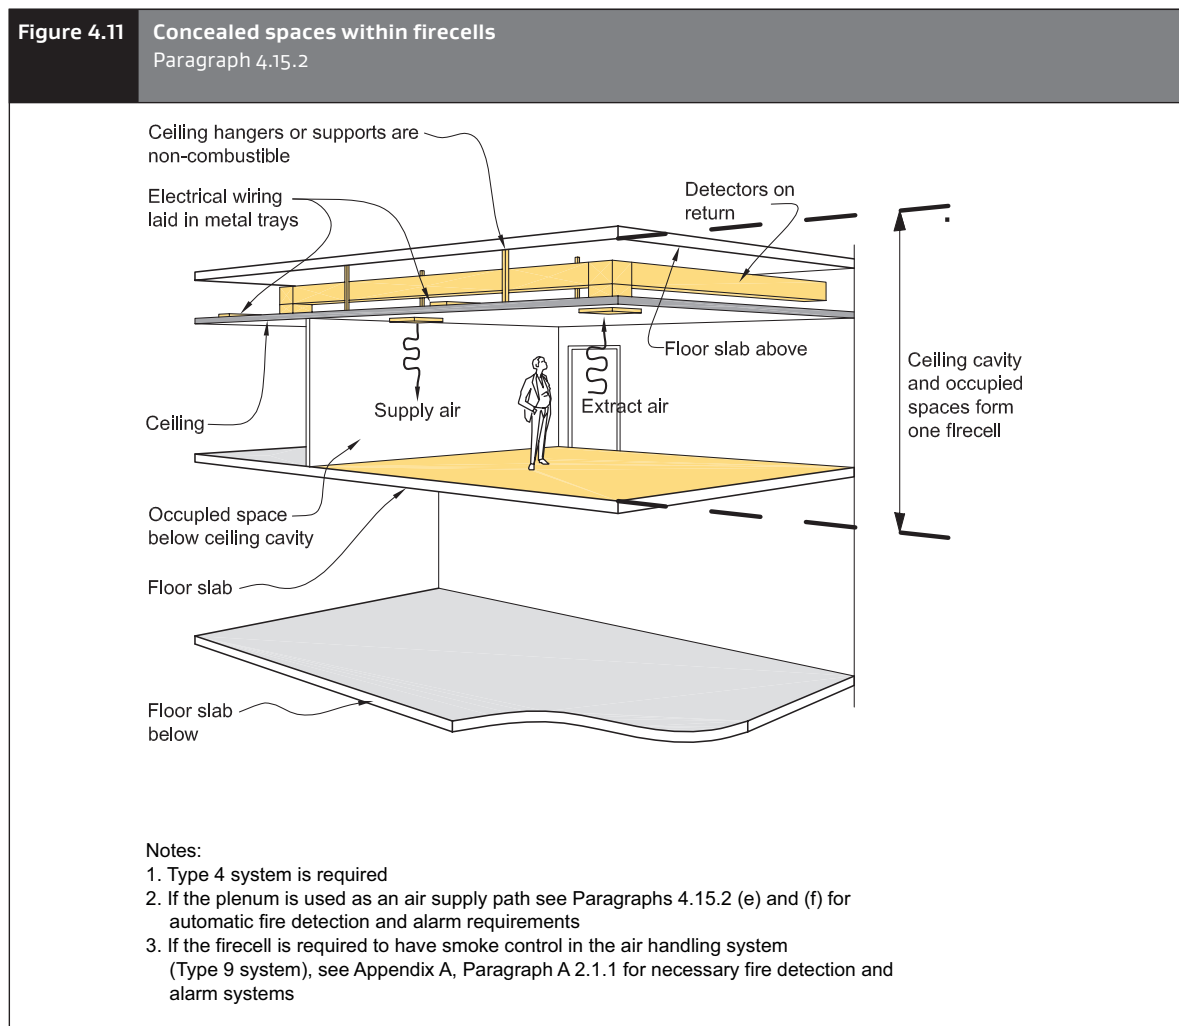 Figure 4.11
Concealed spaces within firecells
Paragraph 4.15.2
Ceiling hangers or supports are
non-combustible
Electrical wiring
laid in metal trays
Detectors on
return
Floor slab above
Ceiling cavity
and occupied
spaces form
one firecell
Supply air
Extract air
Ceiling
Occupied space
below ceiling cavity
Floor slab
Floor slab
below
Notes:
1. Type 4 system is required
2. If the plenum is used as an air supply path see Paragraphs 4.15.2 (e) and (f) for
automatic fire detection and alarm requirements
3. If the firecell is required to have smoke control in the air handling system
(Type 9 system), see Appendix A, Paragraph A 2.1.1 for necessary fire detection and
alarm systems